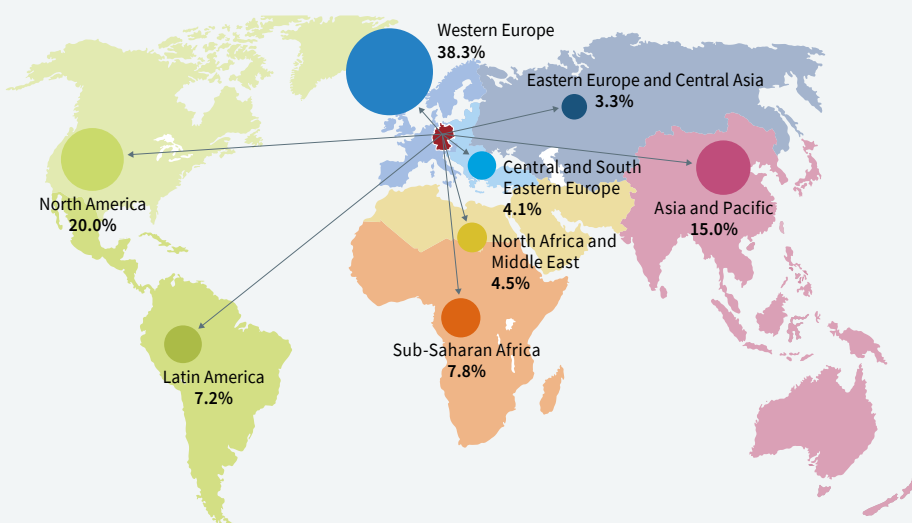 Western Europe
38.3%
Eastern Europe and Central Asia
3.3%
Central and South
Eastern Europe
4.1%
North America
20.0%
Asia and Pacific
15.0%
North Africa and
Middle East
4.5%
Sub-Saharan Africa
7.8%
Latin America
7.2%